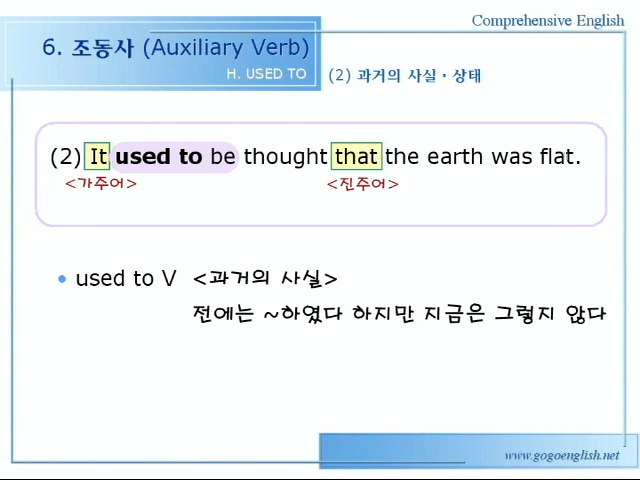 Comprehensive English
6. 조동사 (Auxiliary Verb)
H. USED TO
(2) 과거의 사실 · 상태
(2) It used to be thought that the earth was flat.
<가주어> <진주어>
• used to V <과거의 사실>
전에는 ~하였다 하지만 지금은 그렇지 않다
www.gogoenglish.net